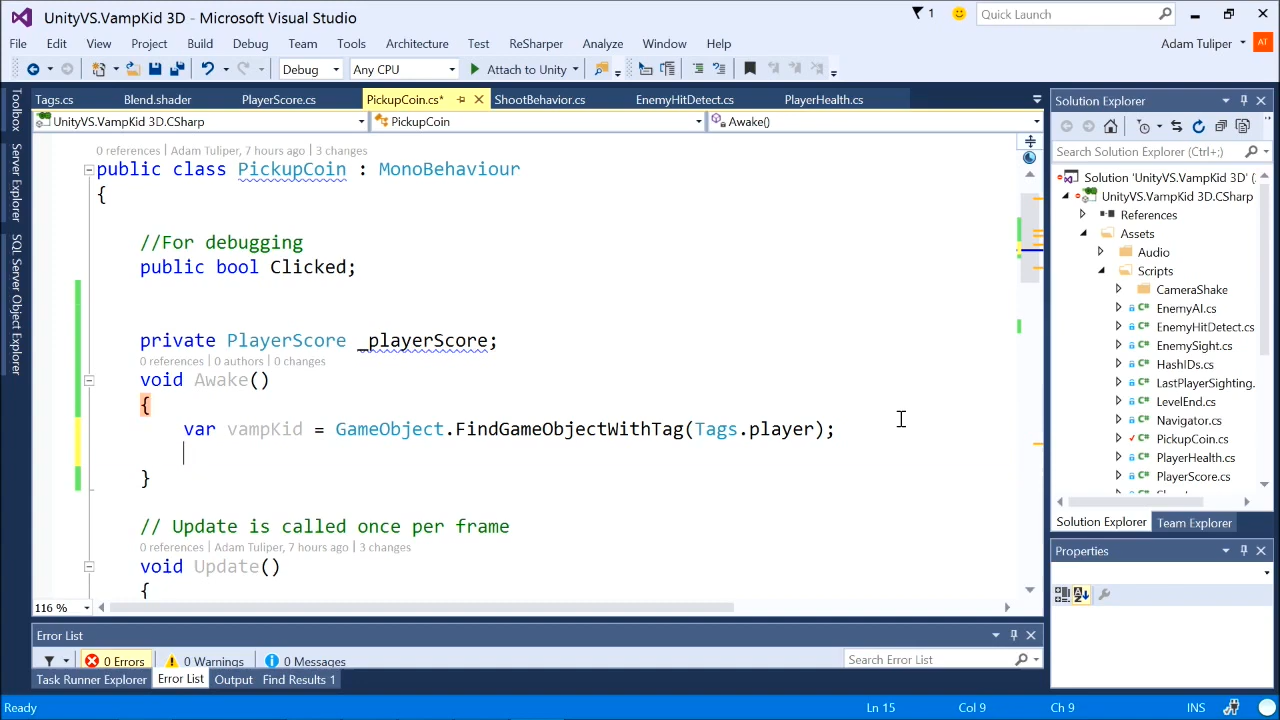 UnityVS.VampKid 3D - Microsoft Visual Studio
1
Quick Launch
File Edit View Project Build Debug Team Tools Architecture Test ReSharper Analyze Window Help
Adam Tuliper
AT
Debug
Any CPU
Attach to Unity
Toolbox
Server Explorer
SQL Server Object Explorer
Tags.cs Blend.shader PlayerScore.cs PickupCoin.cs* ShootBehavior.cs EnemyHitDetect.cs PlayerHealth.cs
UnityVS.VampKid 3D.CSharp PickupCoin Awake()
0 references | Adam Tuliper, 7 hours ago | 3 changes
public class PickupCoin : MonoBehaviour
{
//For debugging
public bool Clicked;
private PlayerScore _playerScore;
0 references | 0 authors | 0 changes
void Awake()
{
var vampKid = GameObject.FindGameObjectWithTag(Tags.player);
}
// Update is called once per frame
0 references | Adam Tuliper, 7 hours ago | 3 changes
void Update()
{
116 %
Solution Explorer
Search Solution Explorer (Ctrl+;)
Solution 'UnityVS.VampKid 3D' (
UnityVS.VampKid 3D.CSharp
References
Assets
Audio
Scripts
CameraShake
EnemyAI.cs
EnemyHitDetect.cs
EnemySight.cs
HashIDs.cs
LastPlayerSighting.
LevelEnd.cs
Navigator.cs
PickupCoin.cs
PlayerHealth.cs
PlayerScore.cs
Solution Explorer Team Explorer
Properties
Error List
0 Errors 0 Warnings 0 Messages
Search Error List
Task Runner Explorer Error List Output Find Results 1
Ready Ln 15 Col 9 Ch 9 INS